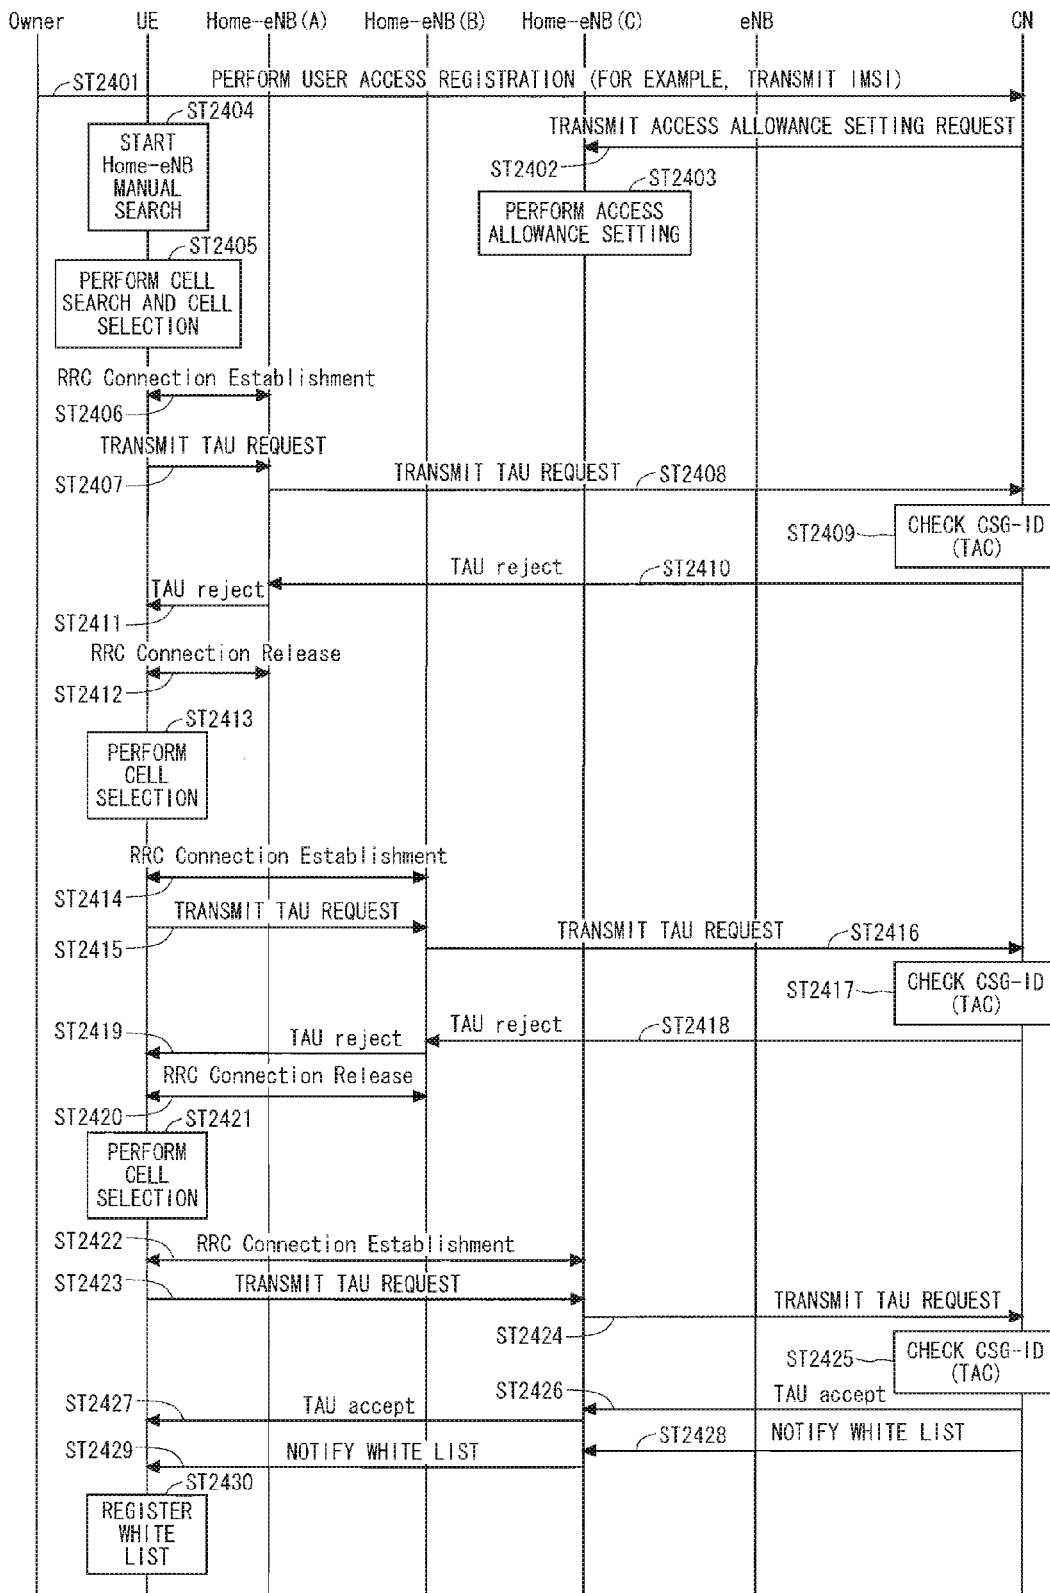 Owner UE Home-eNB(A) Home-eNB(B) Home-eNB(C) eNB CN
ST2401
PERFORM USER ACCESS REGISTRATION (FOR EXAMPLE, TRANSMIT IMSI)
ST2404
START
Home-eNB
MANUAL
SEARCH
TRANSMIT ACCESS ALLOWANCE SETTING REQUEST
ST2402
ST2403
PERFORM ACCESS
ALLOWANCE SETTING
ST2405
PERFORM CELL
SEARCH AND CELL
SELECTION
RRC Connection Establishment
ST2406
TRANSMIT TAU REQUEST
ST2407
TRANSMIT TAU REQUEST
ST2408
ST2409
CHECK CSG-ID
(TAC)
TAU reject
ST2410
TAU reject
ST2411
RRC Connection Release
ST2412
ST2413
PERFORM
CELL
SELECTION
RRC Connection Establishment
ST2414
TRANSMIT TAU REQUEST
ST2415
TRANSMIT TAU REQUEST
ST2416
ST2417
CHECK CSG-ID
(TAC)
TAU reject
ST2418
ST2419
TAU reject
RRC Connection Release
ST2420
ST2421
PERFORM
CELL
SELECTION
ST2422
RRC Connection Establishment
ST2423
TRANSMIT TAU REQUEST
TRANSMIT TAU REQUEST
ST2424
ST2425
CHECK CSG-ID
(TAC)
ST2426
TAU accept
ST2427
TAU accept
ST2428
NOTIFY WHITE LIST
ST2429
NOTIFY WHITE LIST
ST2430
REGISTER
WHITE
LIST